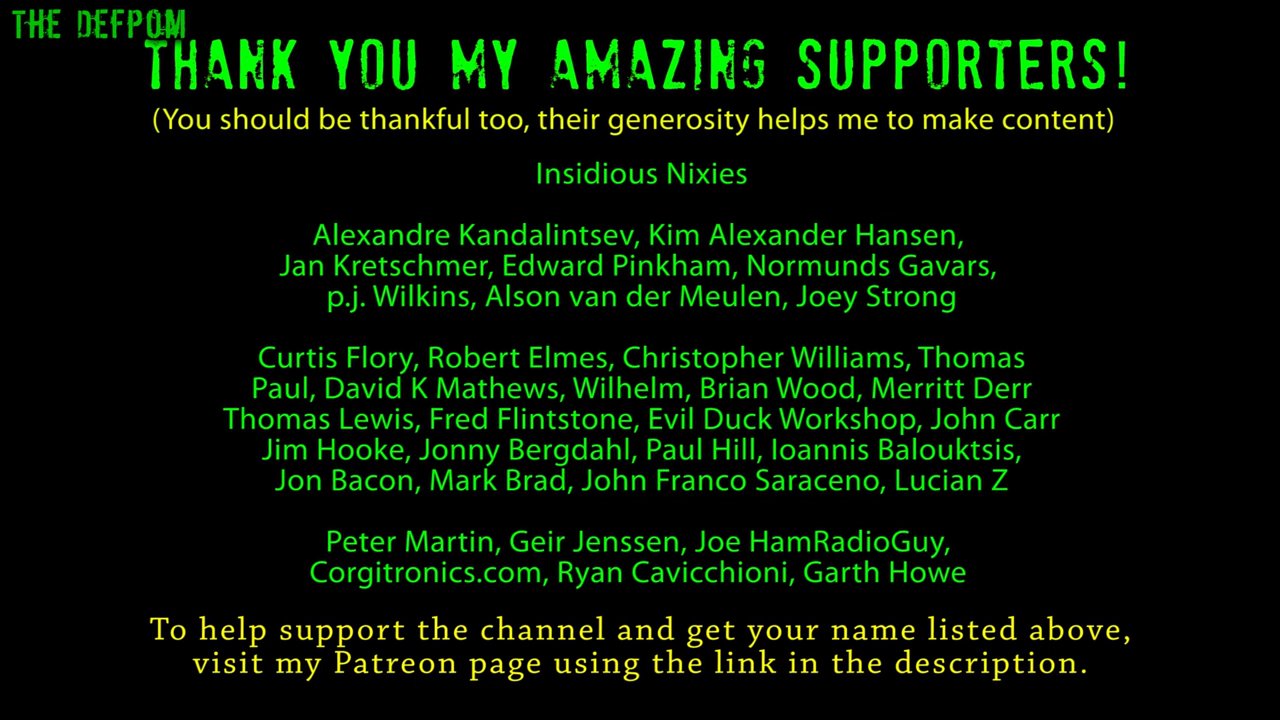 THE DEFPOM
THANK YOU MY AMAZING SUPPORTERS!
(You should be thankful too, their generosity helps me to make content)
Insidious Nixies
Alexandre Kandalintsev, Kim Alexander Hansen,
Jan Kretschmer, Edward Pinkham, Normunds Gavars,
p.j. Wilkins, Alson van der Meulen, Joey Strong
Curtis Flory, Robert Elmes, Christopher Williams, Thomas
Paul, David K Mathews, Wilhelm, Brian Wood, Merritt Derr
Thomas Lewis, Fred Flintstone, Evil Duck Workshop, John Carr
Jim Hooke, Jonny Bergdahl, Paul Hill, Ioannis Balouktsis,
Jon Bacon, Mark Brad, John Franco Saraceno, Lucian Z
Peter Martin, Geir Jenssen, Joe HamRadioGuy,
Corgitronics.com, Ryan Cavicchioni, Garth Howe
To help support the channel and get your name listed above,
visit my Patreon page using the link in the description.